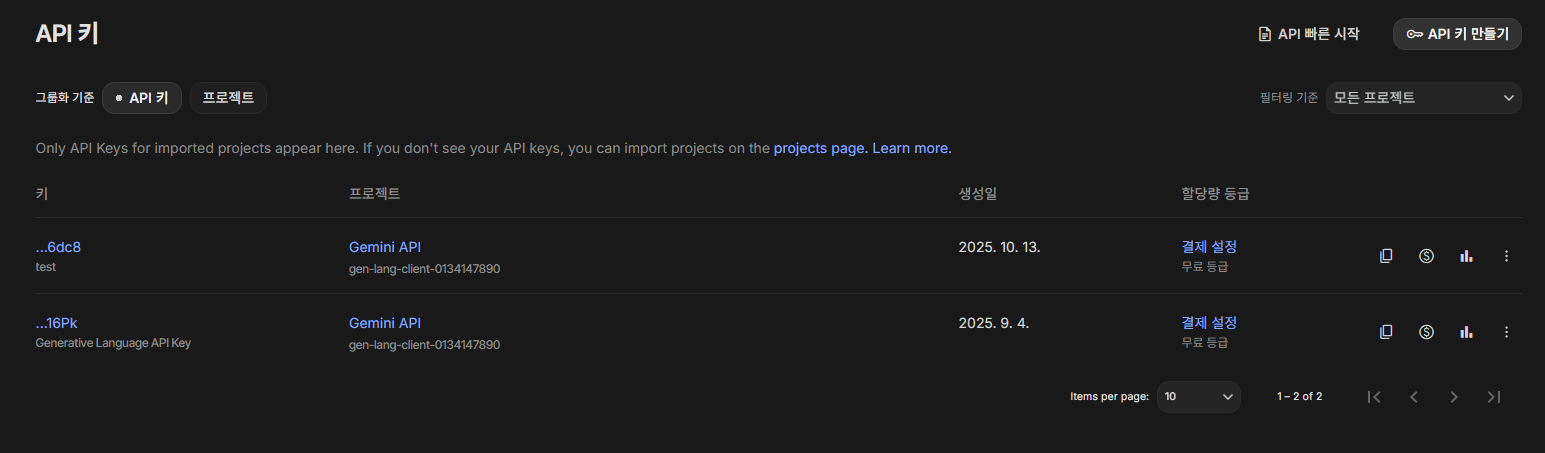 API 키
API 빠른 시작
API 키 만들기
그룹화 기준
API 키
프로젝트
필터링 기준
모든 프로젝트
Only API Keys for imported projects appear here. If you don't see your API keys, you can import projects on the projects page. Learn more.
키 프로젝트 생성일 할당량 등급
...6dc8 Gemini API 2025. 10. 13. 결제 설정
test gen-lang-client-0134147890 무료 등급
...16Pk Gemini API 2025. 9. 4. 결제 설정
Generative Language API Key gen-lang-client-0134147890 무료 등급
Items per page: 10 1 – 2 of 2